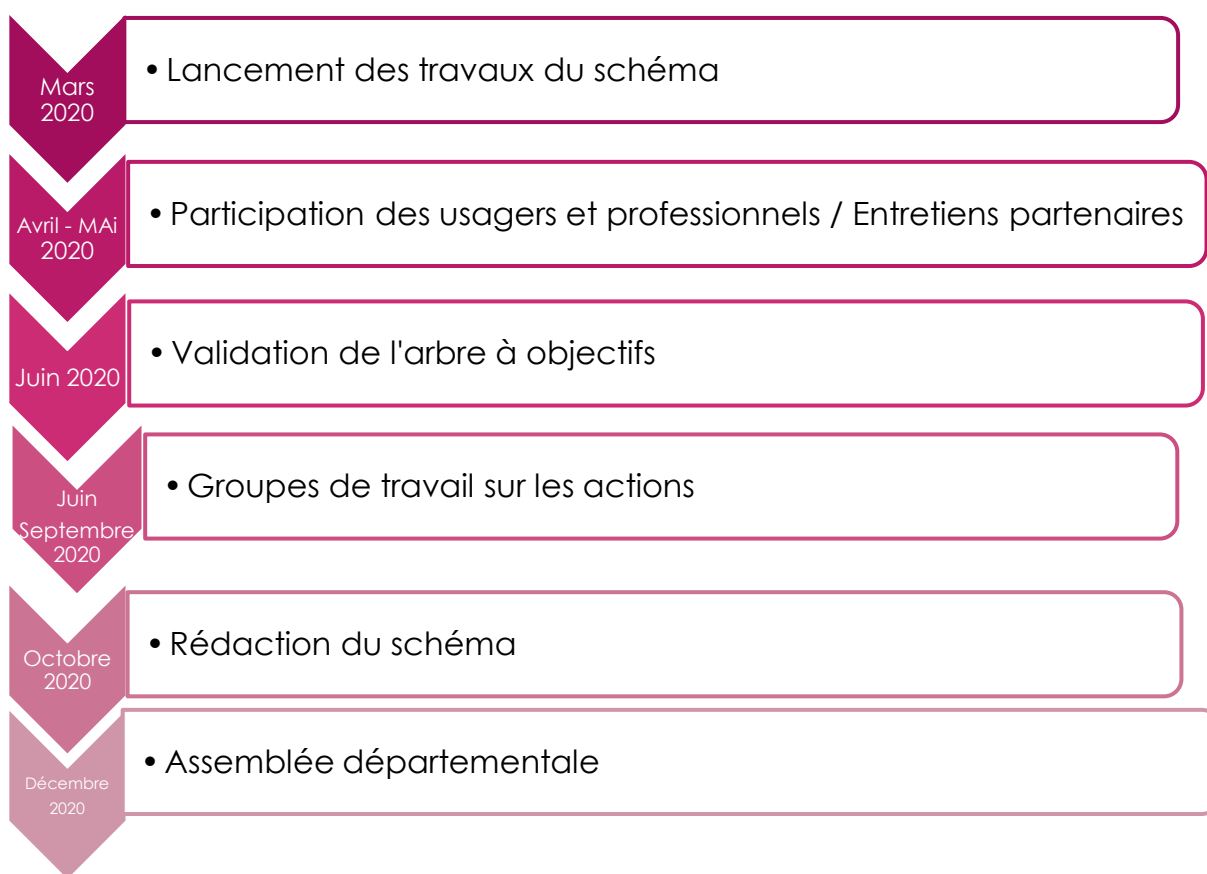 Mars
2020
• Lancement des travaux du schéma
Avril - MAi
2020
• Participation des usagers et professionnels / Entretiens partenaires
Juin 2020
• Validation de l'arbre à objectifs
Juin
Septembre
2020
• Groupes de travail sur les actions
Octobre
2020
• Rédaction du schéma
Décembre
2020
• Assemblée départementale